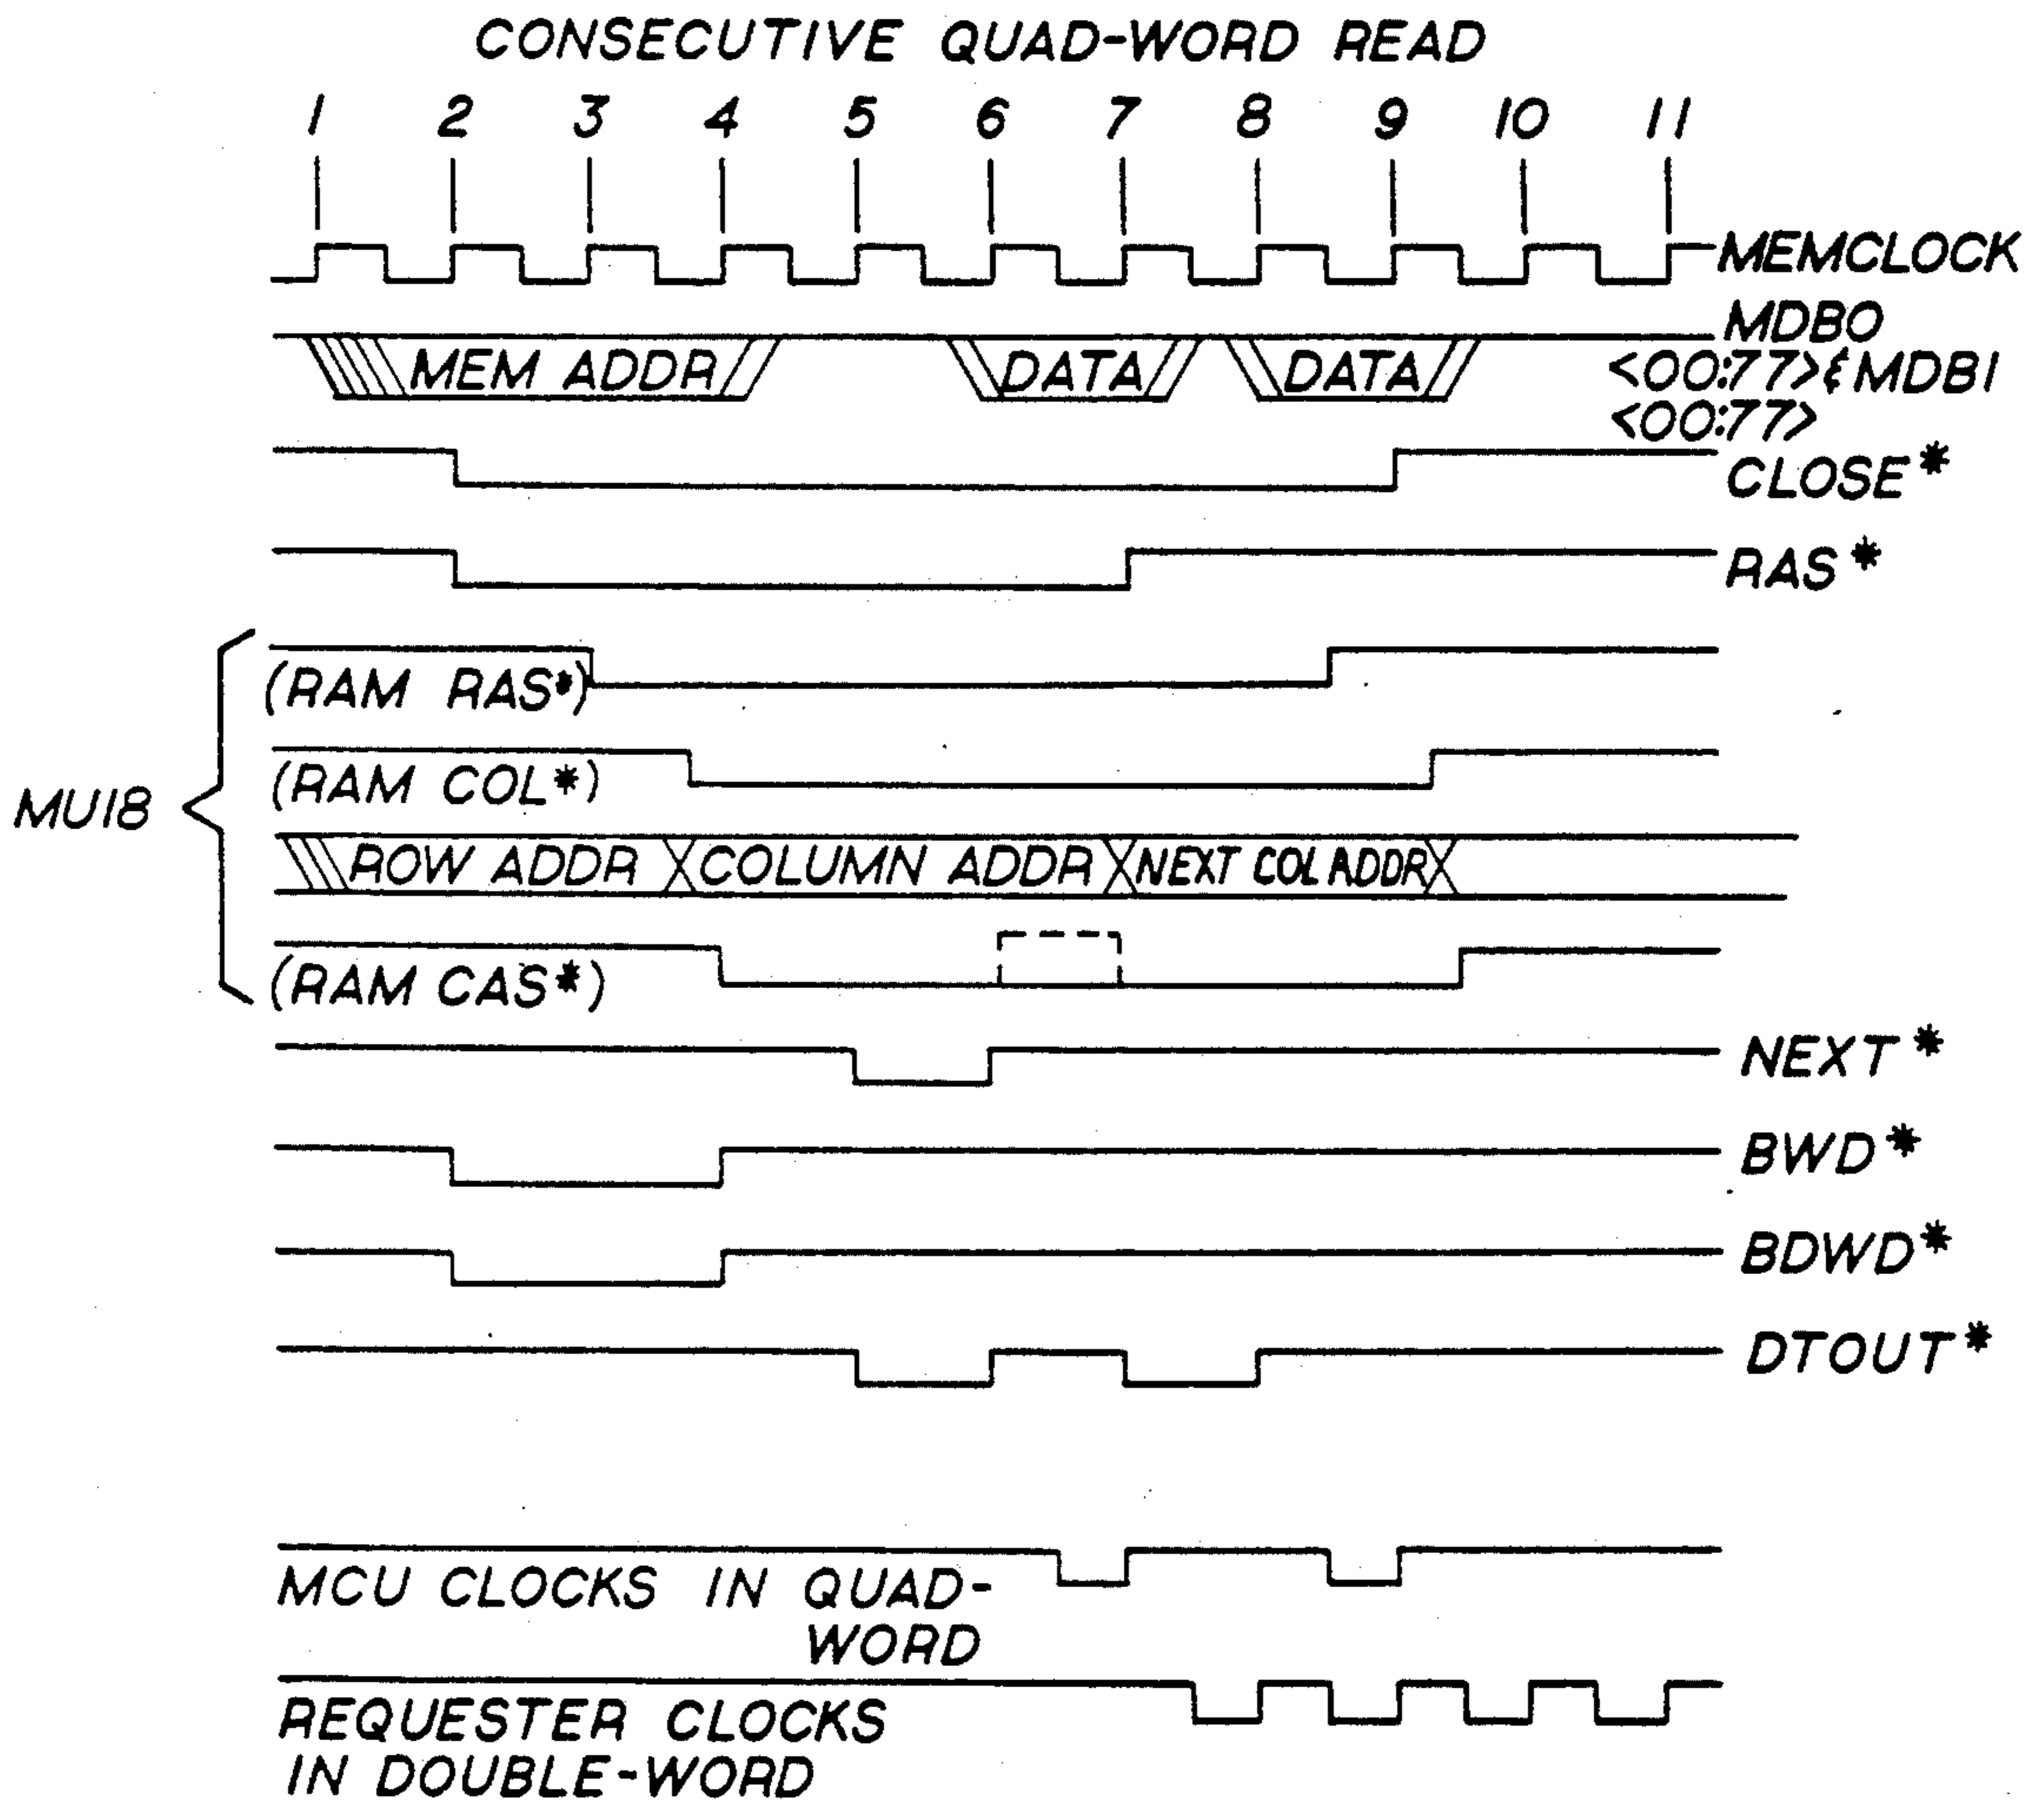 CONSECUTIVE QUAD-WORD READ
1 2 3 4 5 6 7 8 9 10 11
MEMCLOCK
MDBO
MEM ADDR DATA DATA <00:77>&MDBI
<00:77>
CLOSE*
RAS*
(RAM RAS*)
(RAM COL*)
MU18
ROW ADDR COLUMN ADDR NEXT COL ADDR
(RAM CAS*)
NEXT*
BWD*
BDWD*
DTOUT*
MCU CLOCKS IN QUAD-
WORD
REQUESTER CLOCKS
IN DOUBLE-WORD